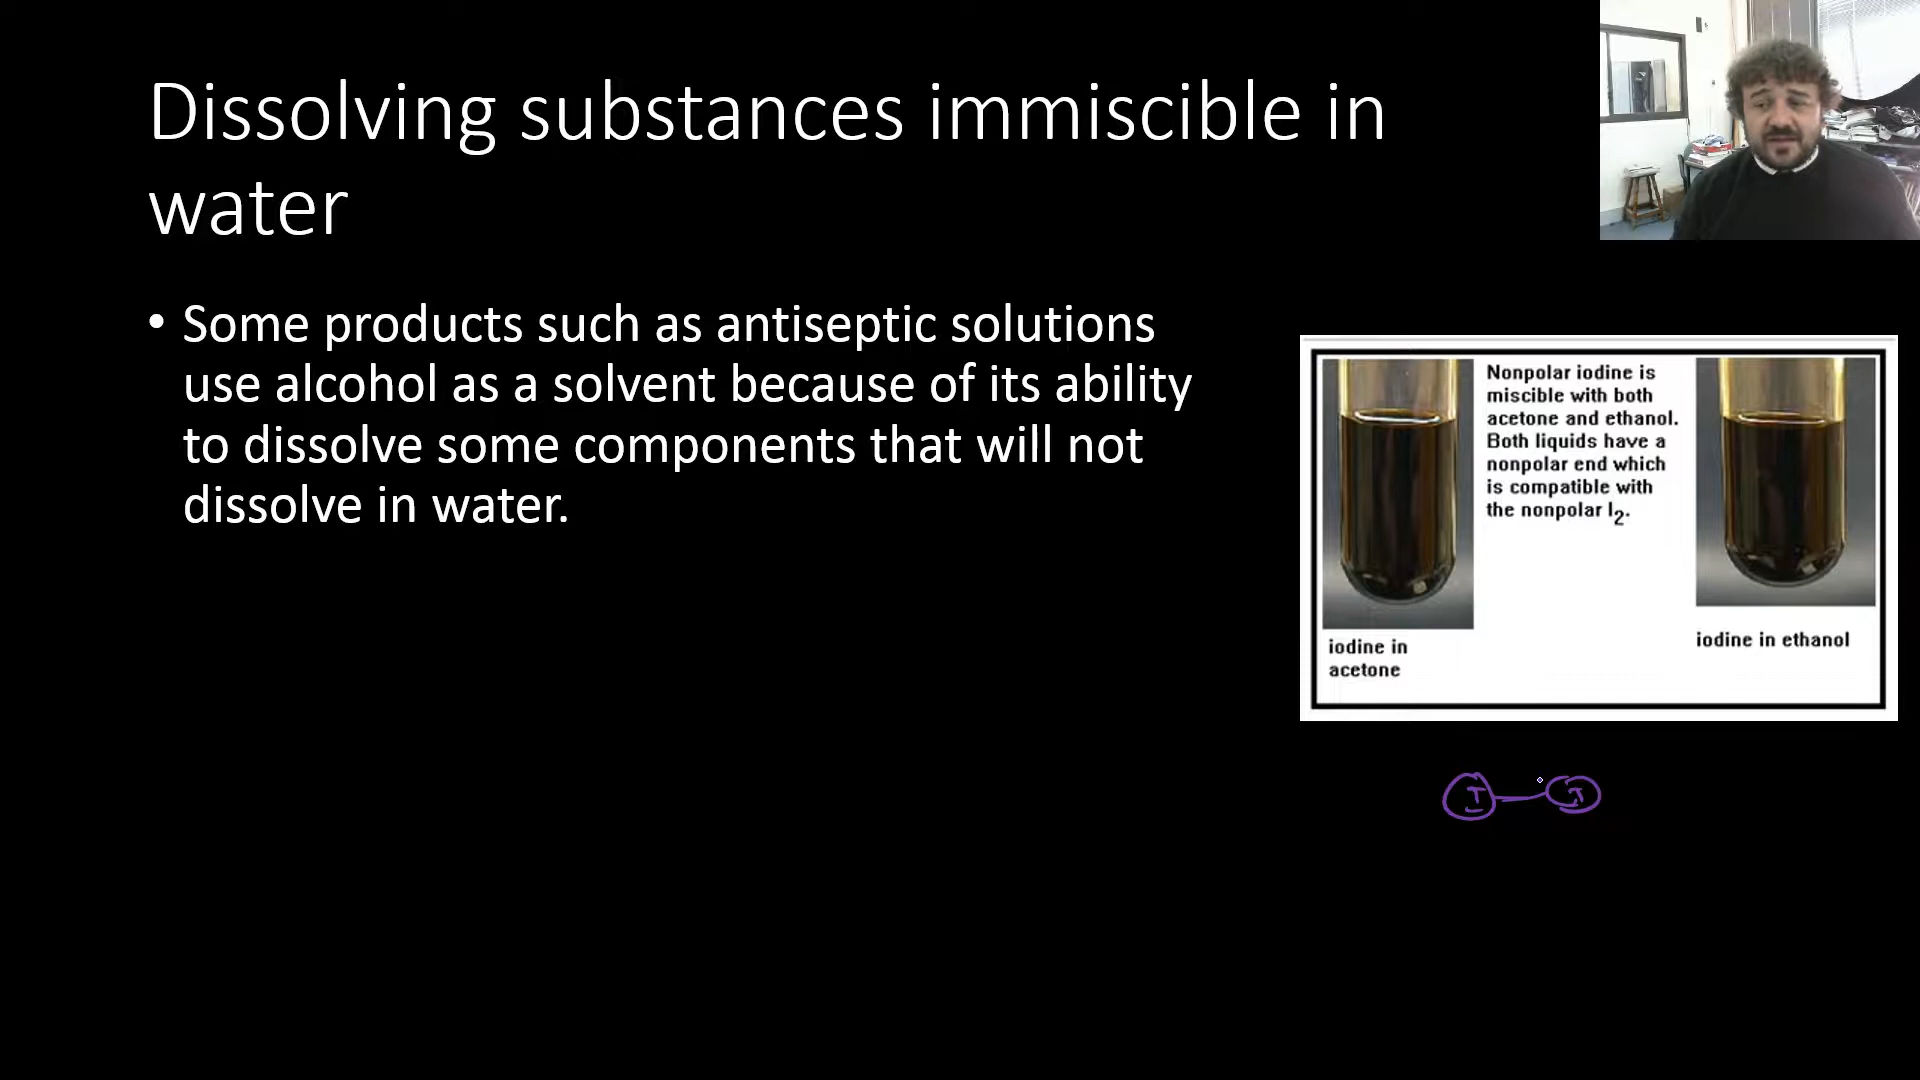 Dissolving substances immiscible in
water
• Some products such as antiseptic solutions
use alcohol as a solvent because of its ability
to dissolve some components that will not
dissolve in water.
Nonpolar iodine is
miscible with both
acetone and ethanol.
Both liquids have a
nonpolar end which
is compatible with
the nonpolar I₂.
iodine in
acetone
iodine in ethanol
I I